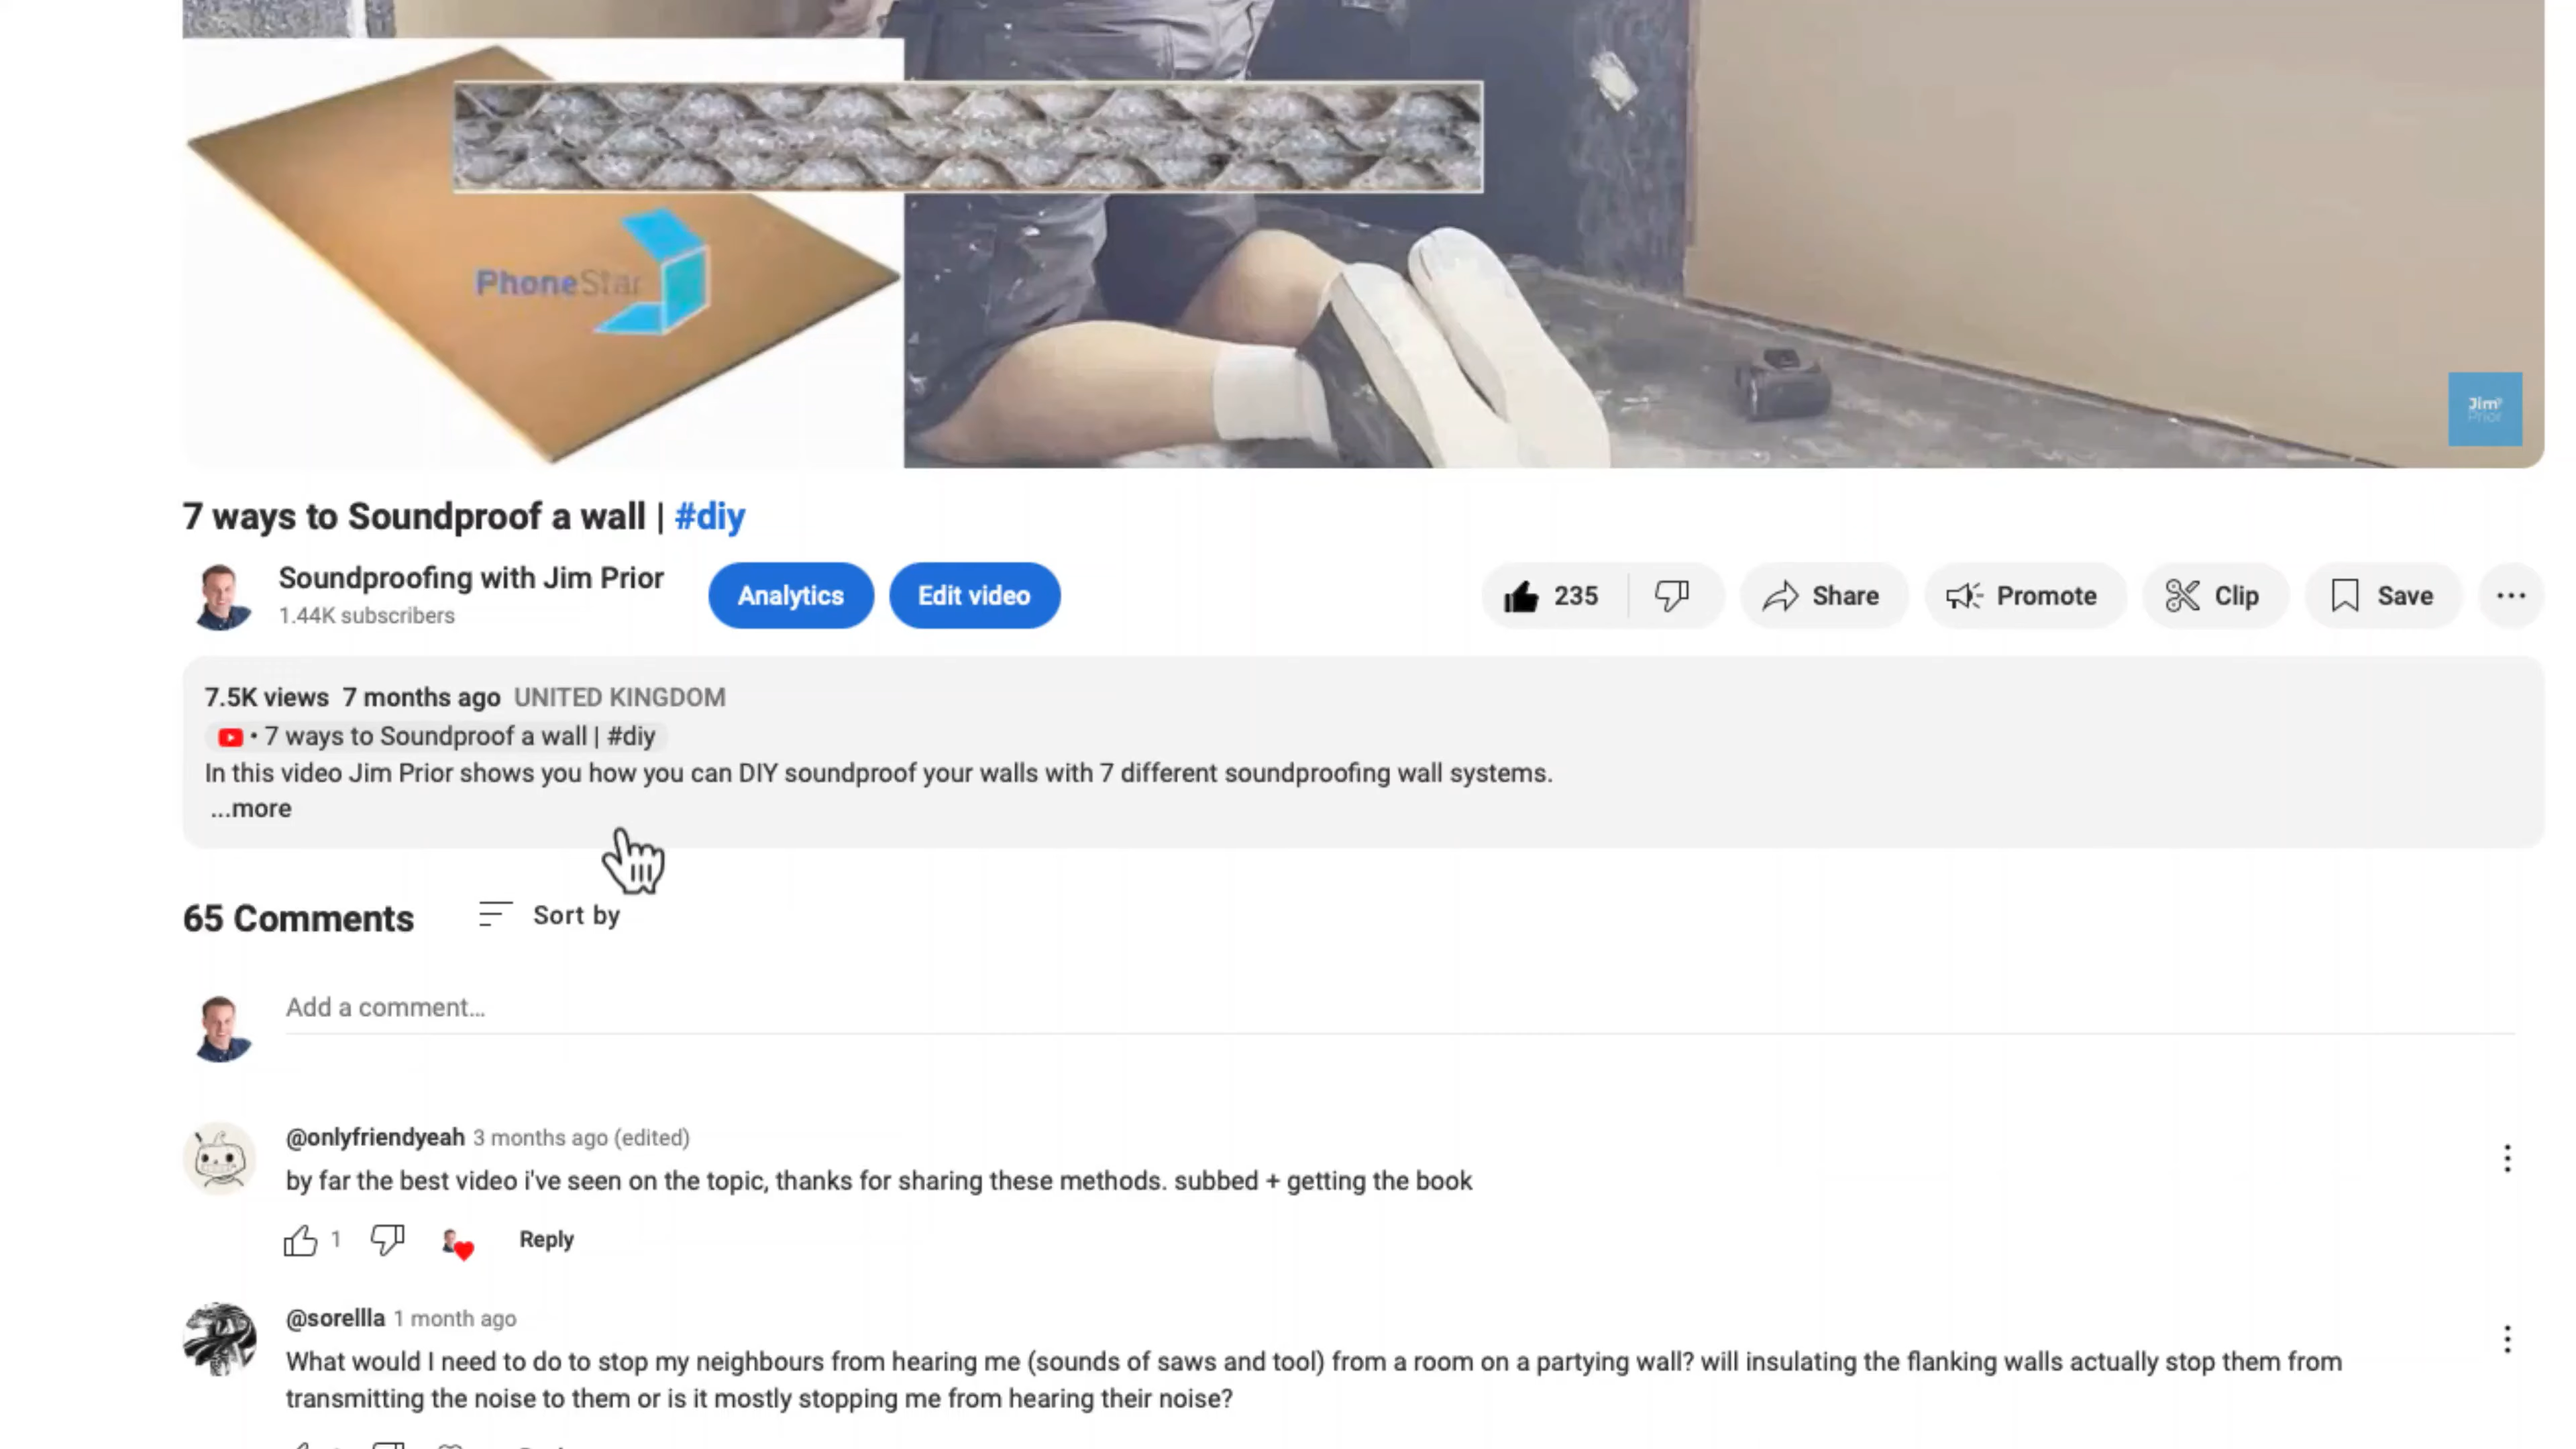 PhoneStar
Jim
Prior
7 ways to Soundproof a wall | #diy
Soundproofing with Jim Prior
1.44K subscribers
Analytics
Edit video
235
Share
Promote
Clip
Save
7.5K views 7 months ago UNITED KINGDOM
• 7 ways to Soundproof a wall | #diy
In this video Jim Prior shows you how you can DIY soundproof your walls with 7 different soundproofing wall systems.
...more
65 Comments
Sort by
Add a comment...
@onlyfriendyeah 3 months ago (edited)
by far the best video i've seen on the topic, thanks for sharing these methods. subbed + getting the book
1
Reply
@sorellla 1 month ago
What would I need to do to stop my neighbours from hearing me (sounds of saws and tool) from a room on a partying wall? will insulating the flanking walls actually stop them from
transmitting the noise to them or is it mostly stopping me from hearing their noise?